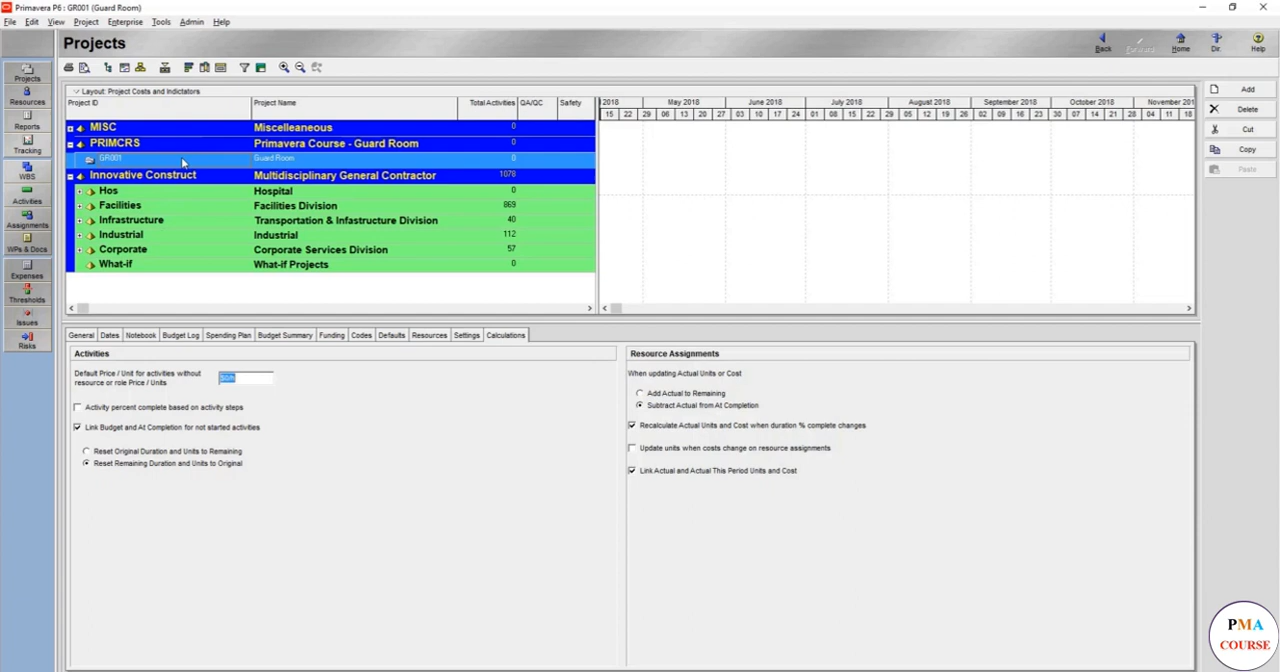 Primavera P6 : GR001 (Guard Room)
File Edit View Project Enterprise Tools Admin Help
Projects
Back Forward Home Dir. Help
Projects
Resources
Reports
Tracking
WBS
Activities
Assignments
WPs & Docs
Expenses
Thresholds
Issues
Risks
Layout: Project Costs and Indictators
Project ID Project Name Total Activities QA/QC Safety
MISC Miscelleaneous 0
PRIMCRS Primavera Course - Guard Room 0
GR001 Guard Room 0
Innovative Construct Multidisciplinary General Contractor 1078
Hos Hospital 0
Facilities Facilities Division 869
Infrastructure Transportation & Infastructure Division 40
Industrial Industrial 112
Corporate Corporate Services Division 57
What-if What-if Projects 0
2018 May 2018 June 2018 July 2018 August 2018 September 2018 October 2018 November 201
15 22 29 06 13 20 27 03 10 17 24 01 08 15 22 29 05 12 19 26 02 09 16 23 30 07 14 21 28 04 11 18
Add
Delete
Cut
Copy
Paste
General Dates Notebook Budget Log Spending Plan Budget Summary Funding Codes Defaults Resources Settings Calculations
Activities
Default Price / Unit for activities without
resource or role Price / Units
Activity percent complete based on activity steps
Link Budget and At Completion for not started activities
Reset Original Duration and Units to Remaining
Reset Remaining Duration and Units to Original
Resource Assignments
When updating Actual Units or Cost
Add Actual to Remaining
Subtract Actual from At Completion
Recalculate Actual Units and Cost when duration % complete changes
Update units when costs change on resource assignments
Link Actual and Actual This Period Units and Cost
PMA
COURSE